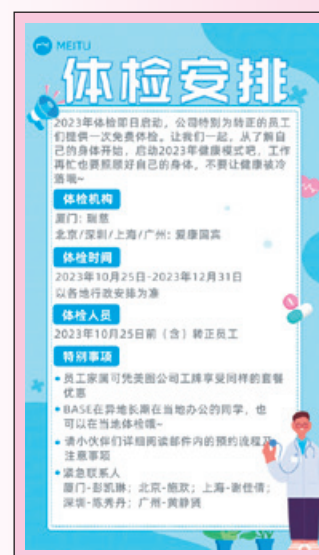 MEITU
体检安排
2023年体检即日启动，公司特别为转正的员工
们提供一次免费体检。让我们一起，从了解自
己的身体开始，启动2023年健康模式吧，工作
再忙也要照顾好自己的身体，不要让健康被冷
落哦~
体检机构
厦门：瑞慈
北京/深圳/上海/广州：爱康国宾
体检时间
2023年10月25日-2023年12月31日
以各地行政安排为准
体检人员
2023年10月25日前（含）转正员工
特别事项
员工家属可凭美图公司工牌享受同样的套餐
优惠
BASE在异地长期在当地办公的同学，也
可以在当地体检哦~
请小伙伴们详细阅读邮件内的预约流程及
注意事项
紧急联系人
厦门-彭凯琳；北京-施欢；上海-谢佳倩；
深圳-陈秀丹；广州-黄静贤